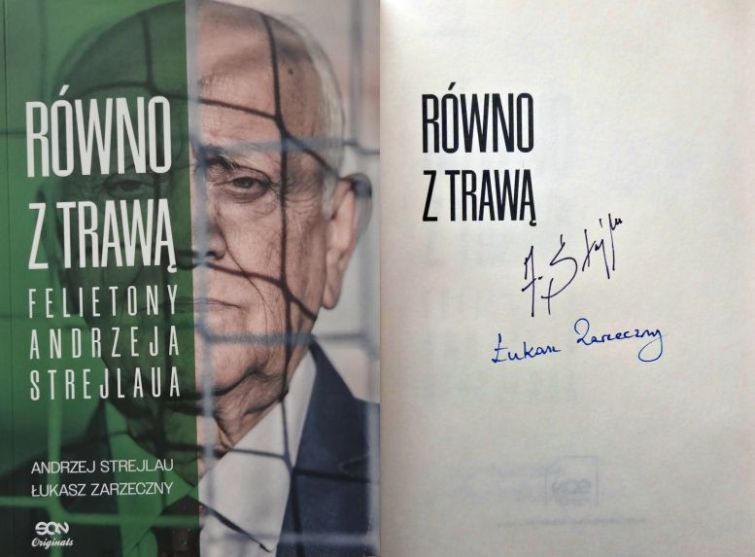 RÓWNO
Z TRAWĄ
FELIETONY
ANDRZEJA
STREJLAUA
ANDRZEJ STREJLAU
ŁUKASZ ZARZECZNY
SQN
Originals
RÓWNO
Z TRAWĄ
Łukasz Zarzeczny